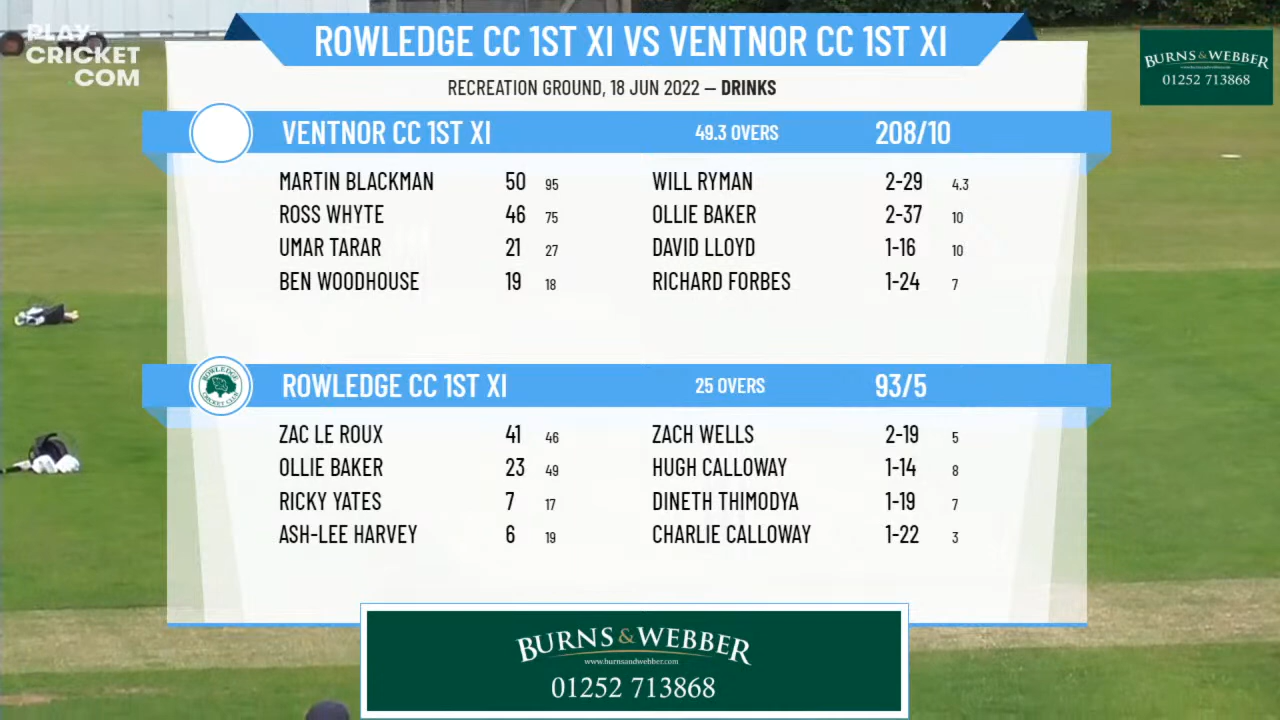 PLAY-
CRICKET
COM
ROWLEDGE CC 1ST XI VS VENTNOR CC 1ST XI
BURNS & WEBBER
01252 713868
RECREATION GROUND, 18 JUN 2022 – DRINKS
VENTNOR CC 1ST XI 49.3 OVERS 208/10
MARTIN BLACKMAN 50 95 WILL RYMAN 2-29 4.3
ROSS WHYTE 46 75 OLLIE BAKER 2-37 10
UMAR TARAR 21 27 DAVID LLOYD 1-16 10
BEN WOODHOUSE 19 18 RICHARD FORBES 1-24 7
ROWLEDGE CC 1ST XI 25 OVERS 93/5
ZAC LE ROUX 41 46 ZACH WELLS 2-19 5
OLLIE BAKER 23 49 HUGH CALLOWAY 1-14 8
RICKY YATES 7 17 DINETH THIMODYA 1-19 7
ASH-LEE HARVEY 6 19 CHARLIE CALLOWAY 1-22 3
BURNS & WEBBER
www.burnsandwebber.com
01252 713868